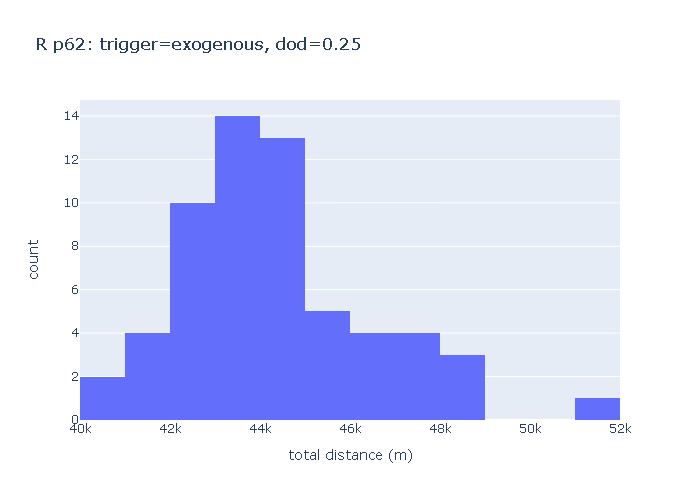 R p62: trigger=exogenous, dod=0.25
14
12
10
8
6
4
2
0
count
40k 42k 44k 46k 48k 50k 52k
total distance (m)